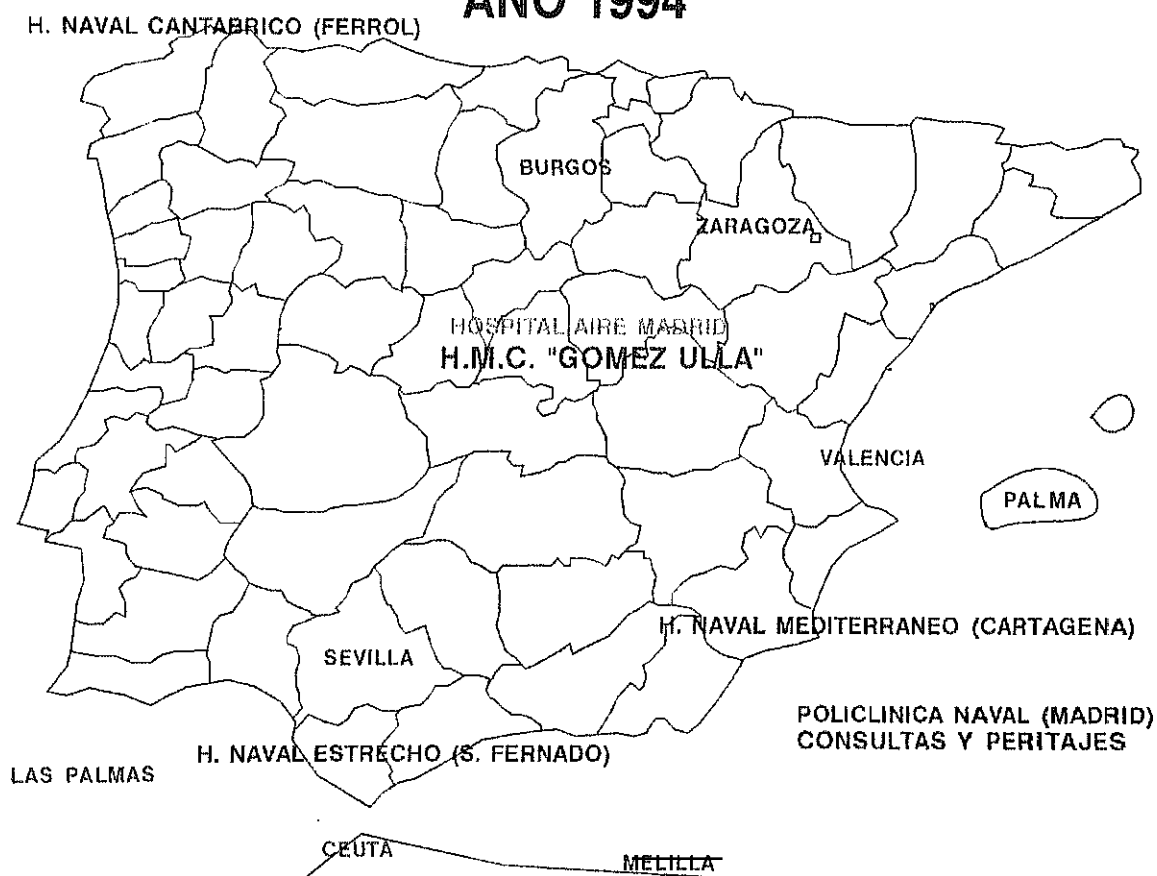 AÑO 1994
H. NAVAL CANTABRICO (FERROL)
BURGOS
ZARAGOZA
HOSPITAL AIRE MADRID
H.M.C. "GOMEZ ULLA"
VALENCIA
PALMA
H. NAVAL MEDITERRANEO (CARTAGENA)
SEVILLA
POLICLINICA NAVAL (MADRID)
CONSULTAS Y PERITAJES
H. NAVAL ESTRECHO (S. FERNADO)
LAS PALMAS
CEUTA
MELILLA